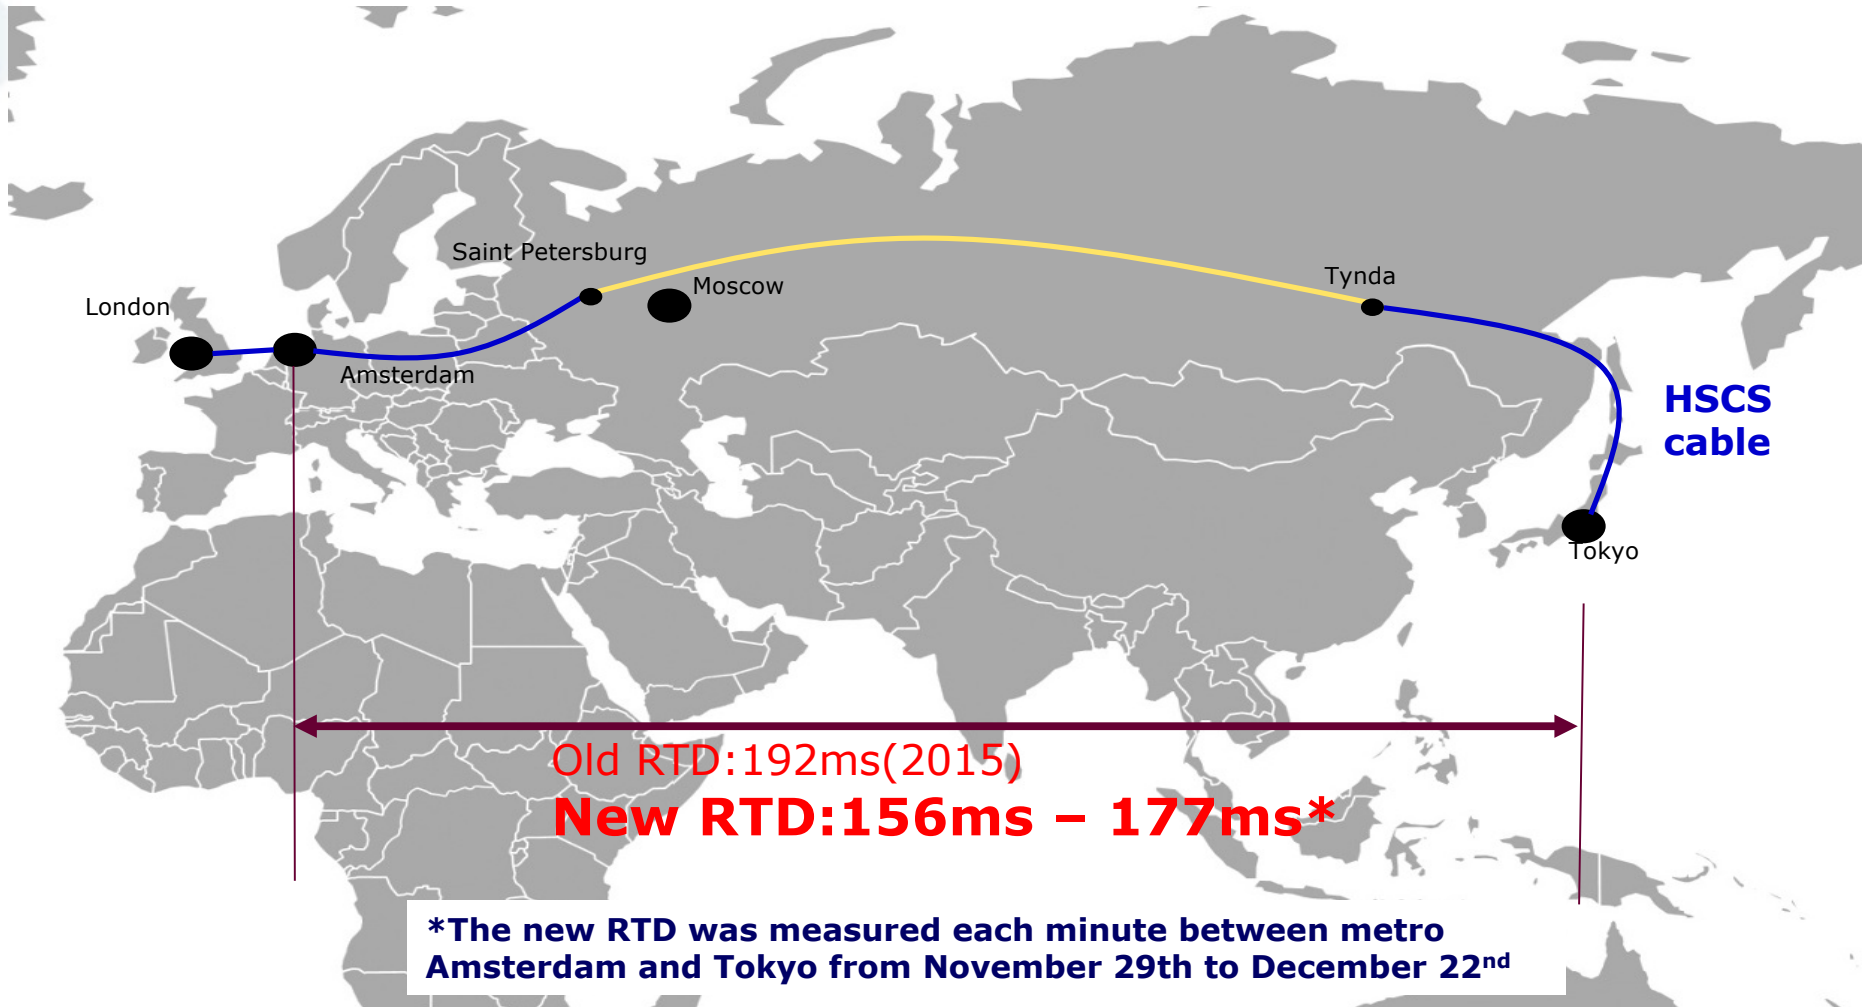 Saint Petersburg
Moscow
Tynda
London
Amsterdam
HSCS
cable
Tokyo
Old RTD:192ms(2015)
New RTD:156ms – 177ms*
*The new RTD was measured each minute between metro
Amsterdam and Tokyo from November 29th to December 22nd